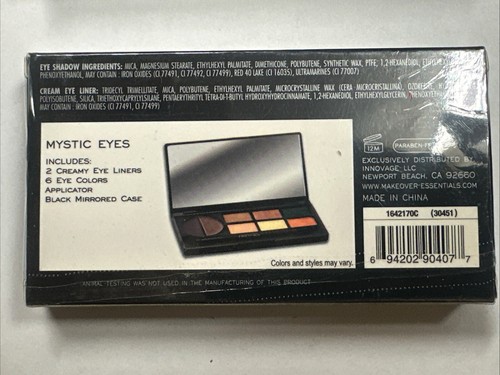 EYE SHADOW INGREDIENTS: MICA, MAGNESIUM STEARATE, ETHYLHEXYL PALMITATE, DIMETHICONE, POLYBUTENE, SYNTHETIC WAX, PTFE, 1,2-HEXANEDIOL,
PHENOXYETHANOL, MAY CONTAIN : IRON OXIDES (CI 77491, CI 77492, CI 77499), RED 40 LAKE (CI 16035), ULTRAMARINES (CI 77007)
CREAM EYE LINER: TRIDECYL TRIMELLITATE, MICA, POLYBUTENE, ETHYLHEXYL PALMITATE, MICROCRYSTALLINE WAX (CERA MICROCRISTALLINA),
POLYISOBUTENE, SILICA, TRIETHOXYCAPRYLYLSILANE, PENTAERYTHRITYL TETRA-DI-T-BUTYL HYDROXYHYDROCINNAMATE, 1,2-HEXANEDIOL, ETHYLHEXYLGLYCERIN,
MAY CONTAIN : IRON OXIDES (CI 77491, CI 77499)
MYSTIC EYES
INCLUDES:
2 CREAMY EYE LINERS
6 EYE COLORS
APPLICATOR
BLACK MIRRORED CASE
Colors and styles may vary.
12M
PARABEN-
EXCLUSIVELY DISTRIBUTED BY
INNOVAGE LLC
NEWPORT BEACH, CA 92660
WWW.MAKEOVER-ESSENTIALS.COM
MADE IN CHINA
1642170C (30451)
6 94202 90407 7
ANIMAL TESTING WAS NOT USED IN THE MANUFACTURING OF THIS PRODUCT